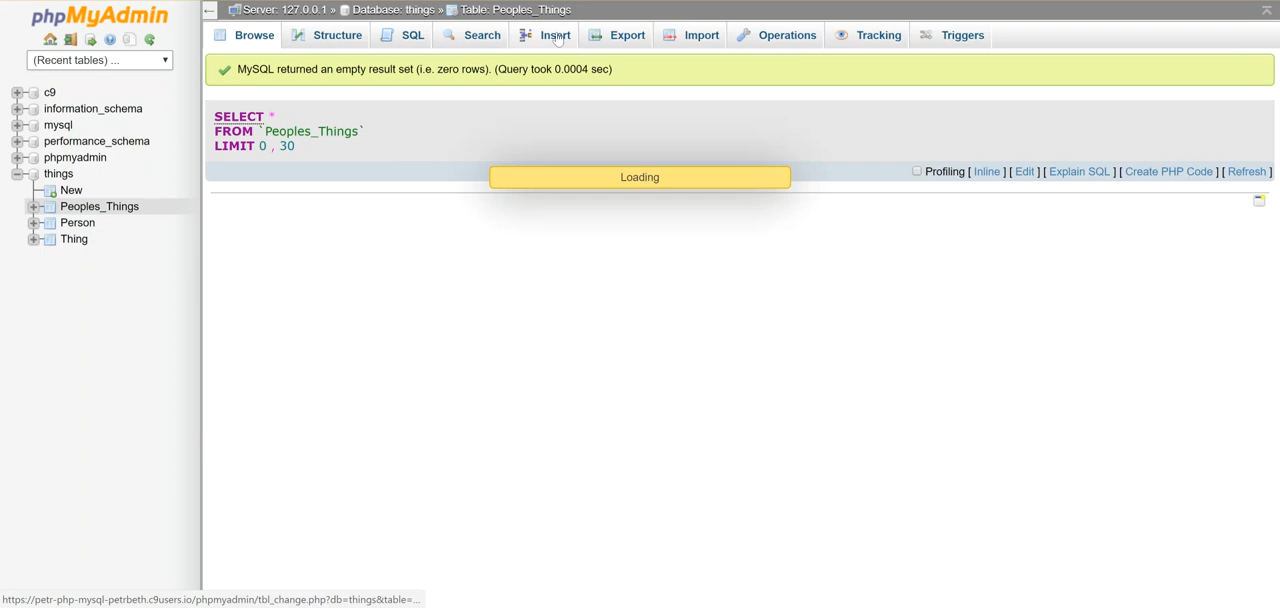 phpMyAdmin
Server: 127.0.0.1 » Database: things » Table: Peoples_Things
Browse Structure SQL Search Insert Export Import Operations Tracking Triggers
(Recent tables) ...
MySQL returned an empty result set (i.e. zero rows). (Query took 0.0004 sec)
c9
information_schema
mysql
performance_schema
phpmyadmin
things
New
Peoples_Things
Person
Thing
SELECT *
FROM `Peoples_Things`
LIMIT 0 , 30
Loading
Profiling [ Inline ] [ Edit ] [ Explain SQL ] [ Create PHP Code ] [ Refresh ]
https://petr-php-mysql-petrbeth.c9users.io/phpmyadmin/tbl_change.php?db=things&table=...